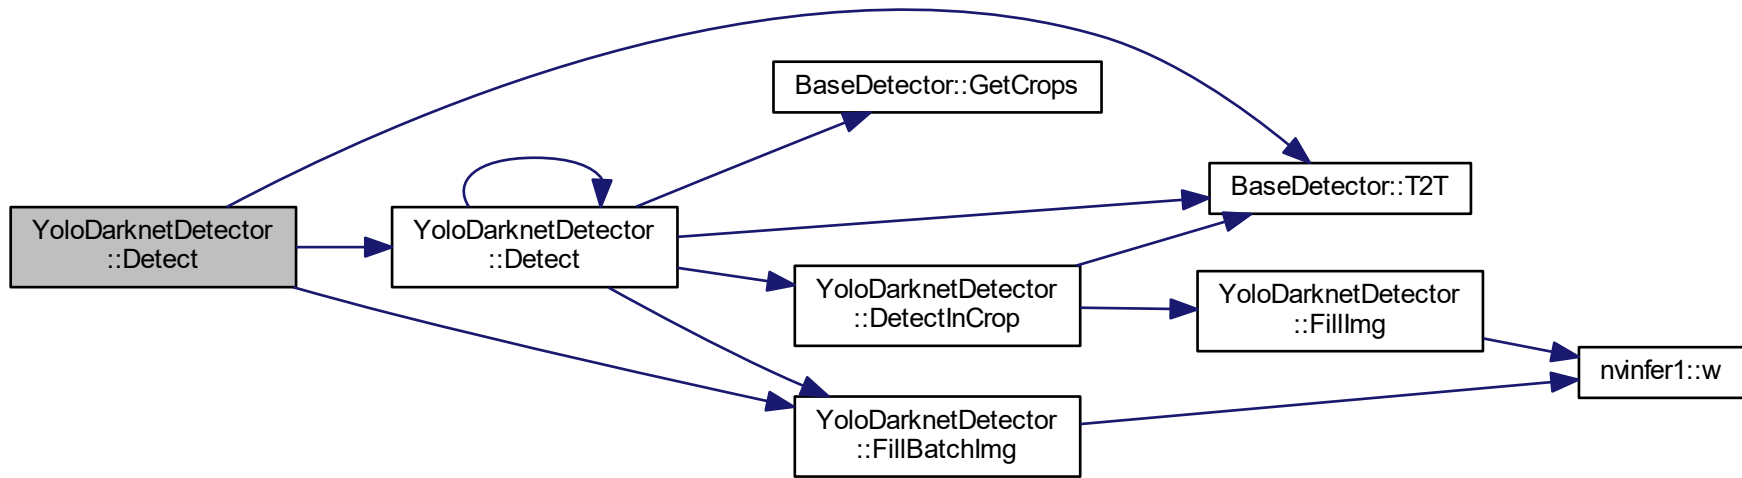 YoloDarknetDetector
::Detect
YoloDarknetDetector
::Detect
BaseDetector::GetCrops
BaseDetector::T2T
YoloDarknetDetector
::DetectInCrop
YoloDarknetDetector
::FillImg
nvinfer1::w
YoloDarknetDetector
::FillBatchImg